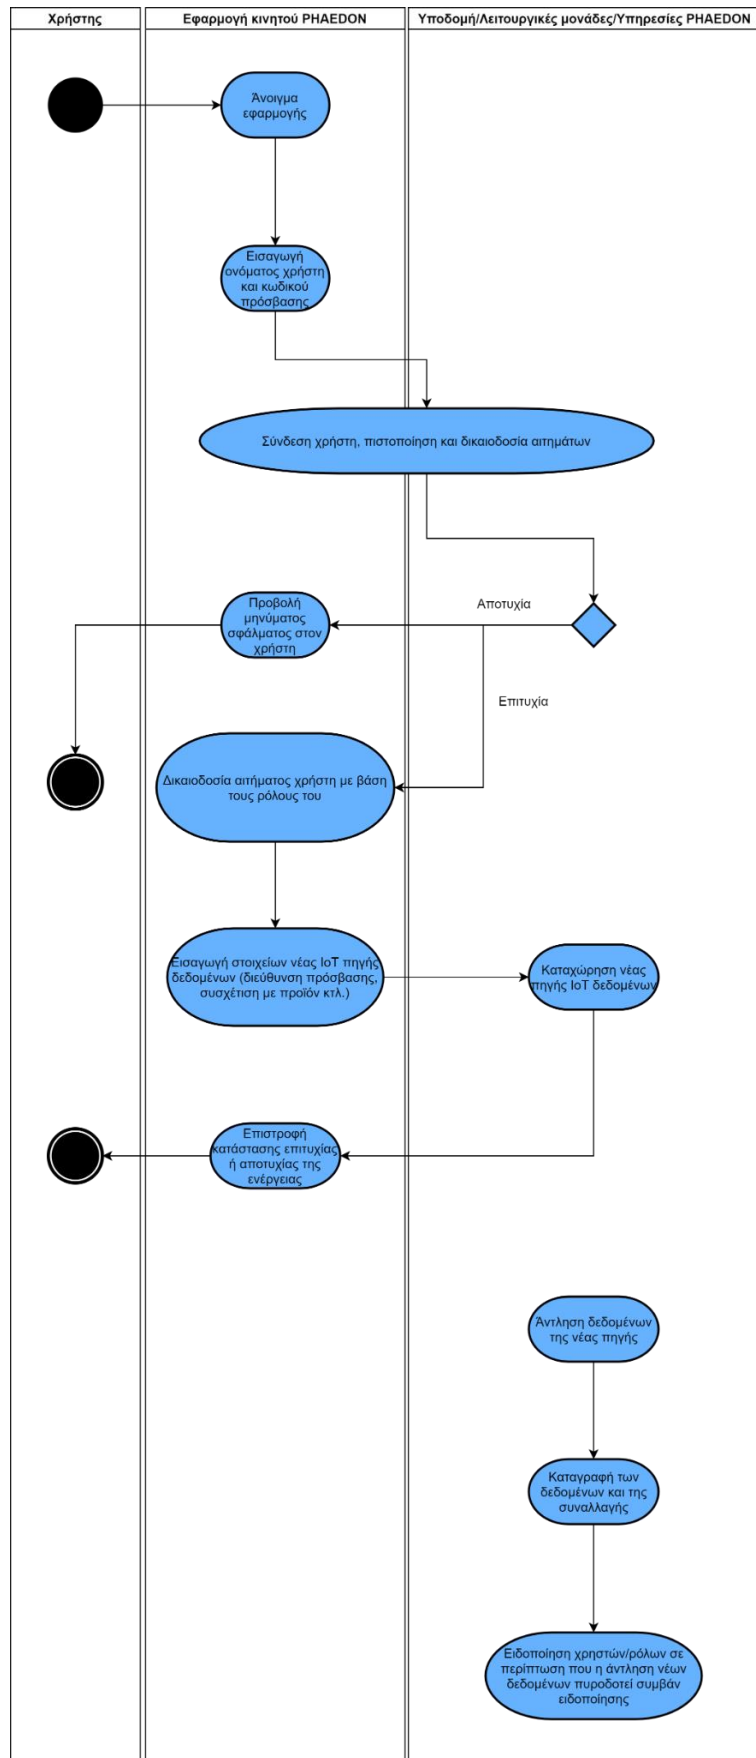 Χρήστης
Εφαρμογή κινητού PHAEDON
Υποδομή/Λειτουργικές μονάδες/Υπηρεσίες PHAEDON
Άνοιγμα
εφαρμογής
Εισαγωγή
ονόματος χρήστη
και κωδικού
πρόσβασης
Σύνδεση χρήστη, πιστοποίηση και δικαιοδοσία αιτημάτων
Προβολή
μηνύματος
σφάλματος στον
χρήστη
Αποτυχία
Επιτυχία
Δικαιοδοσία αιτήματος χρήστη με βάση
τους ρόλους του
Εισαγωγή στοιχείων νέας IoT πηγής
δεδομένων (διεύθυνση πρόσβασης,
συσχέτιση με προϊόν κτλ.)
Καταχώρηση νέας
πηγής IoT δεδομένων
Επιστροφή
κατάστασης επιτυχίας
ή αποτυχίας της
ενέργειας
Άντληση δεδομένων
της νέας πηγής
Καταγραφή των
δεδομένων και της
συναλλαγής
Ειδοποίηση χρηστών/ρόλων σε
περίπτωση που η άντληση νέων
δεδομένων πυροδοτεί συμβάν
ειδοποίησης